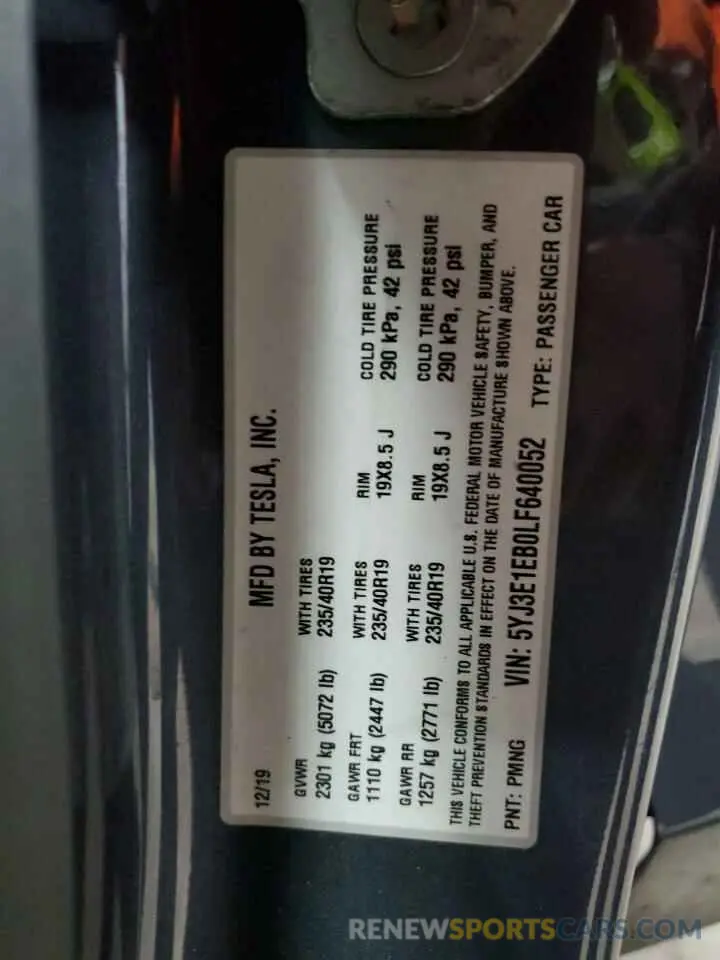 12/19 MFD BY TESLA, INC.
GVWR WITH TIRES
2301 kg (5072 lb) 235/40R19
GAWR FRT WITH TIRES RIM COLD TIRE PRESSURE
1110 kg (2447 lb) 235/40R19 19X8.5 J 290 kPa, 42 psi
GAWR RR WITH TIRES RIM COLD TIRE PRESSURE
1257 kg (2771 lb) 235/40R19 19X8.5 J 290 kPa, 42 psi
THIS VEHICLE CONFORMS TO ALL APPLICABLE U.S. FEDERAL MOTOR VEHICLE SAFETY, BUMPER, AND
THEFT PREVENTION STANDARDS IN EFFECT ON THE DATE OF MANUFACTURE SHOWN ABOVE.
PNT: PMNG VIN: 5YJ3E1EB0LF640052 TYPE: PASSENGER CAR
RENEWSPORTSCARS.COM